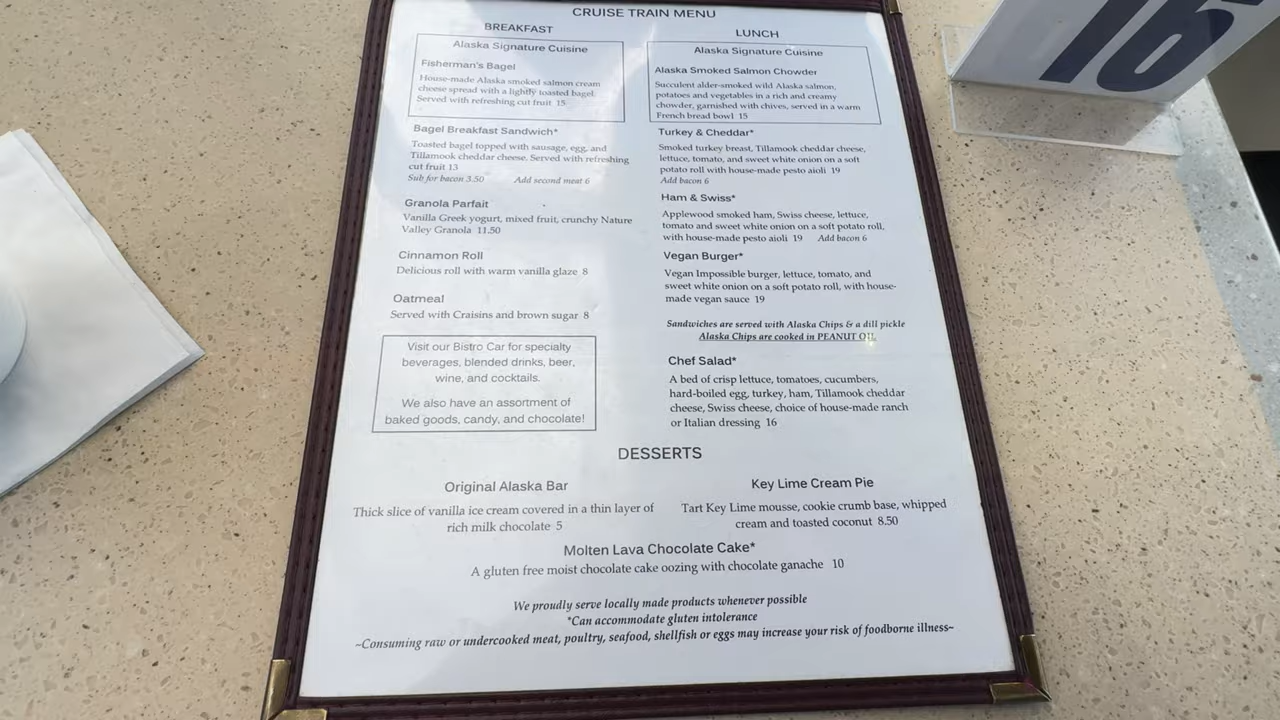 CRUISE TRAIN MENU
BREAKFAST
Alaska Signature Cuisine
Fisherman's Bagel
House-made Alaska smoked salmon cream
cheese spread with a lightly toasted bagel.
Served with refreshing cut fruit 15
Bagel Breakfast Sandwich*
Toasted bagel topped with sausage, egg, and
Tillamook cheddar cheese. Served with refreshing
cut fruit 13
Sub for bacon 3.50 Add second meat 6
Granola Parfait
Vanilla Greek yogurt, mixed fruit, crunchy Nature
Valley Granola 11.50
Cinnamon Roll
Delicious roll with warm vanilla glaze 8
Oatmeal
Served with Craisins and brown sugar 8
Visit our Bistro Car for specialty
beverages, blended drinks, beer,
wine, and cocktails.
We also have an assortment of
baked goods, candy, and chocolate!
LUNCH
Alaska Signature Cuisine
Alaska Smoked Salmon Chowder
Succulent alder-smoked wild Alaska salmon,
potatoes and vegetables in a rich and creamy
chowder, garnished with chives, served in a warm
French bread bowl 15
Turkey & Cheddar*
Smoked turkey breast, Tillamook cheddar cheese,
lettuce, tomato, and sweet white onion on a soft
potato roll with house-made pesto aioli 19
Add bacon 6
Ham & Swiss*
Applewood smoked ham, Swiss cheese, lettuce,
tomato and sweet white onion on a soft potato roll,
with house-made pesto aioli 19 Add bacon 6
Vegan Burger*
Vegan Impossible burger, lettuce, tomato, and
sweet white onion on a soft potato roll, with house-
made vegan sauce 19
Sandwiches are served with Alaska Chips & a dill pickle
Alaska Chips are cooked in PEANUT OIL
Chef Salad*
A bed of crisp lettuce, tomatoes, cucumbers,
hard-boiled egg, turkey, ham, Tillamook cheddar
cheese, Swiss cheese, choice of house-made ranch
or Italian dressing 16
DESSERTS
Original Alaska Bar
Thick slice of vanilla ice cream covered in a thin layer of
rich milk chocolate 5
Key Lime Cream Pie
Tart Key Lime mousse, cookie crumb base, whipped
cream and toasted coconut 8.50
Molten Lava Chocolate Cake*
A gluten free moist chocolate cake oozing with chocolate ganache 10
We proudly serve locally made products whenever possible
*Can accommodate gluten intolerance
~Consuming raw or undercooked meat, poultry, seafood, shellfish or eggs may increase your risk of foodborne illness~
16